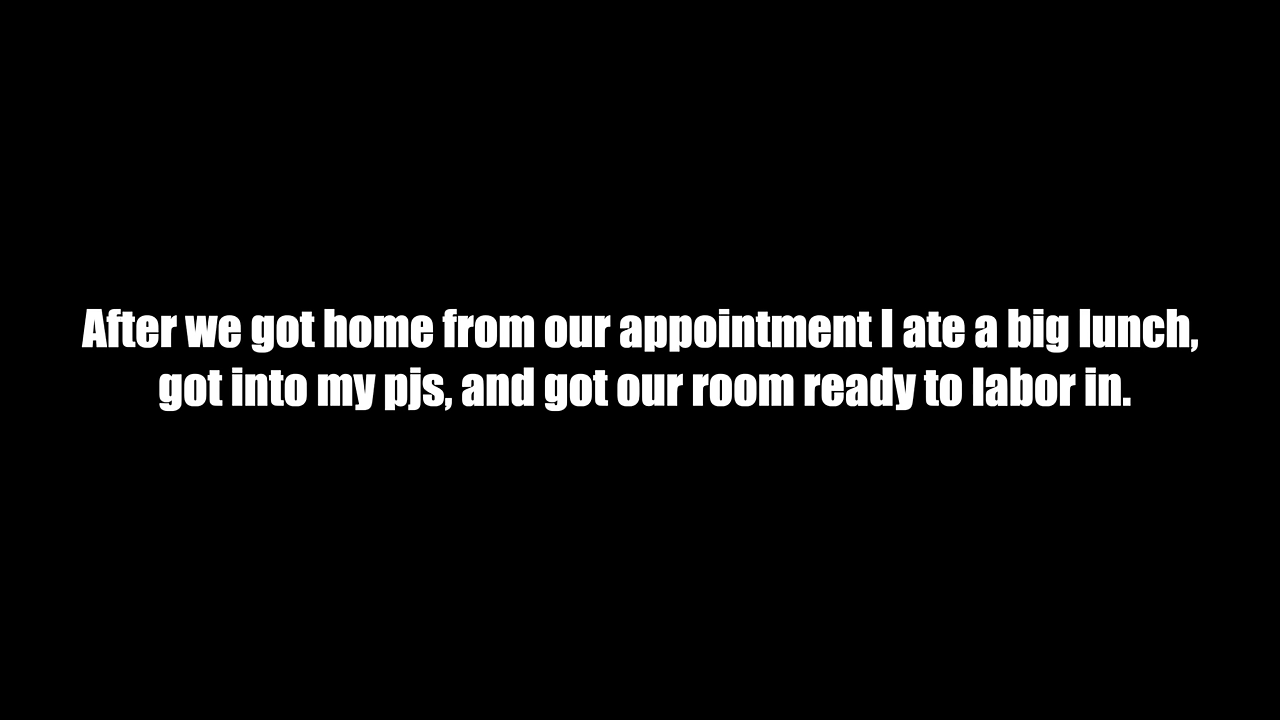 After we got home from our appointment I ate a big lunch,
got into my pjs, and got our room ready to labor in.